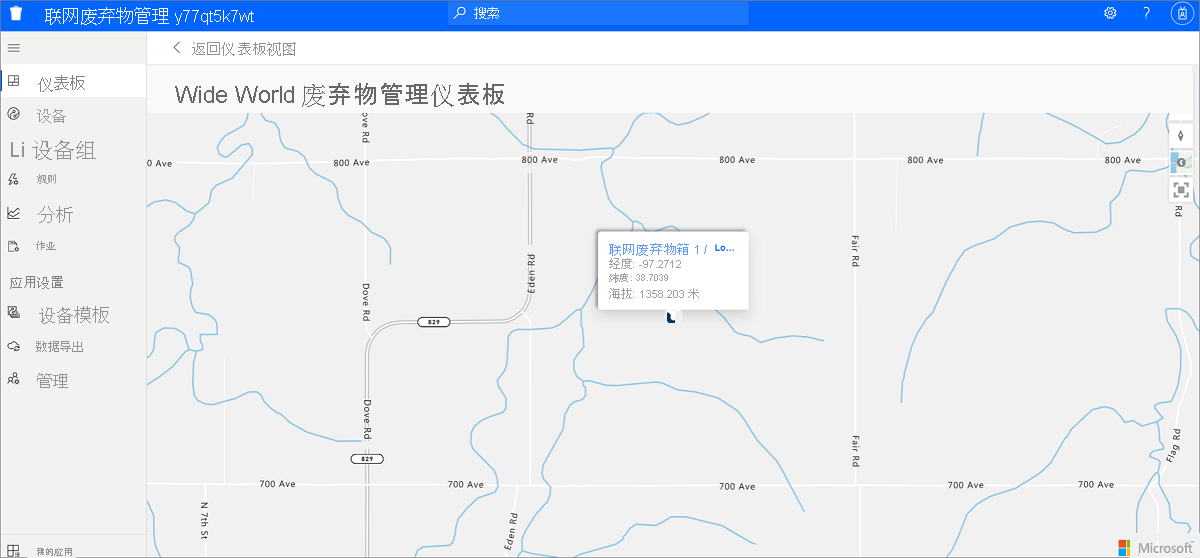 联网废弃物管理 y77qt5k7wt
搜索
?
返回仪表板视图
仪表板
设备
Li 设备组
规则
分析
作业
应用设置
设备模板
数据导出
管理
我的应用
Wide World 废弃物管理仪表板
ove Rd
Rd
0 Ave
800 Ave
800 Ave
800 Ave
800 Ave
800 Ave
Rd
Fair Rd
Eden Rd
联网废弃物箱 1 / Lo...
经度: -97.2712
纬度: 38.7039
海拔: 1358.203 米
Dove Rd
829
Dove Rd
Fair Rd
Flag Rd
829
700 Ave
700 Ave
700 Ave
700 Ave
700 Ave
N 7th St
Eden Rd
Microsoft